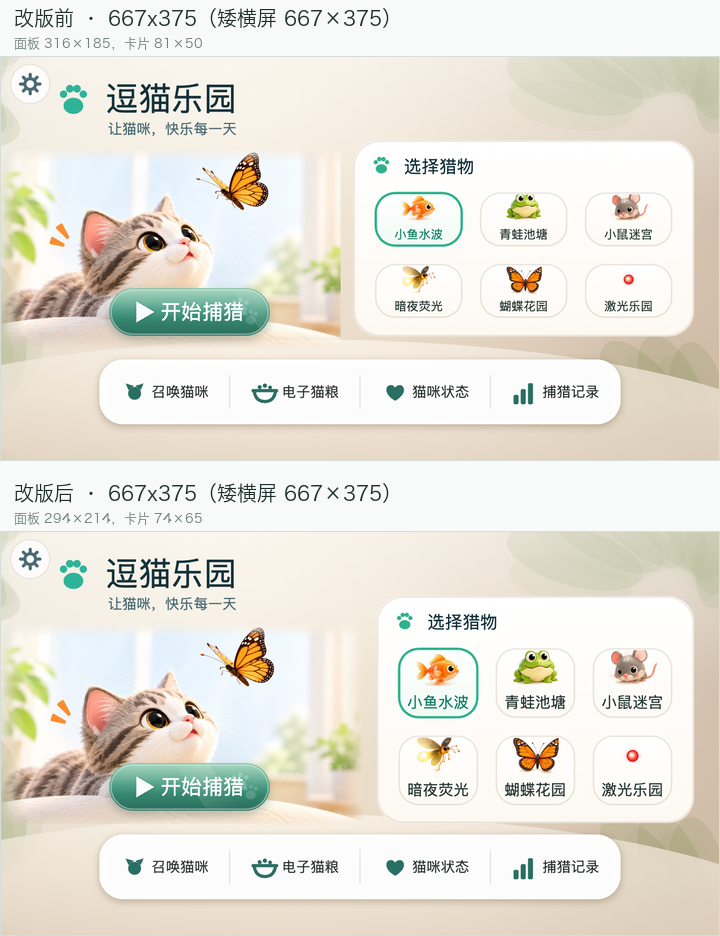 改版前 · 667x375（矮横屏 667×375）
面板 316×185，卡片 81×50
逗猫乐园
让猫咪，快乐每一天
选择猎物
小鱼水波
青蛙池塘
小鼠迷宫
暗夜荧光
蝴蝶花园
激光乐园
开始捕猎
召唤猫咪
电子猫粮
猫咪状态
捕猎记录
改版后 · 667x375（矮横屏 667×375）
面板 294×214，卡片 74×65
逗猫乐园
让猫咪，快乐每一天
选择猎物
小鱼水波
青蛙池塘
小鼠迷宫
暗夜荧光
蝴蝶花园
激光乐园
开始捕猎
召唤猫咪
电子猫粮
猫咪状态
捕猎记录